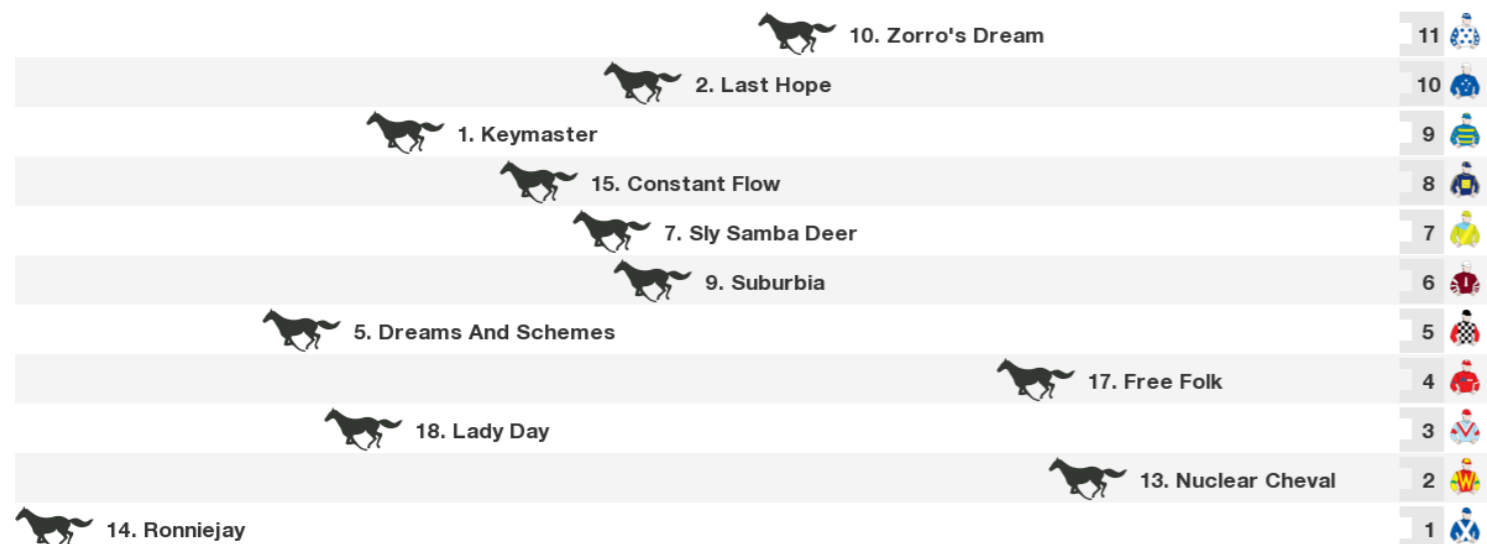 10. Zorro's Dream 11
2. Last Hope 10
1. Keymaster 9
15. Constant Flow 8
7. Sly Samba Deer 7
9. Suburbia 6
5. Dreams And Schemes 5
17. Free Folk 4
18. Lady Day 3
13. Nuclear Cheval 2
W
14. Ronniejay 1